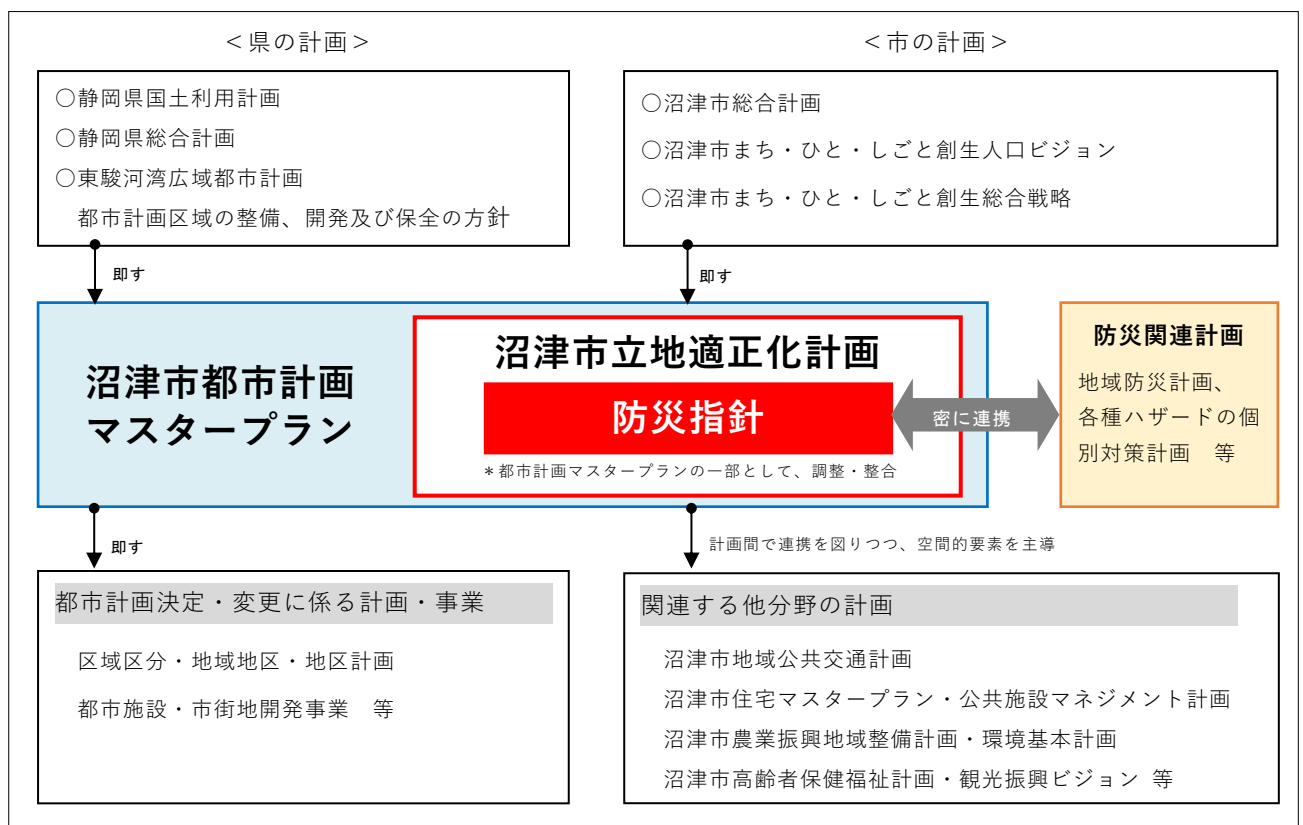 ＜県の計画＞
○静岡県国土利用計画
○静岡県総合計画
○東駿河湾広域都市計画
都市計画区域の整備、開発及び保全の方針
＜市の計画＞
○沼津市総合計画
○沼津市まち・ひと・しごと創生人口ビジョン
○沼津市まち・ひと・しごと創生総合戦略
即す
即す
沼津市都市計画
マスタープラン
沼津市立地適正化計画
防災指針
＊都市計画マスタープランの一部として、調整・整合
密に連携
防災関連計画
地域防災計画、
各種ハザードの個
別対策計画　等
即す
計画間で連携を図りつつ、空間的要素を主導
都市計画決定・変更に係る計画・事業
区域区分・地域地区・地区計画
都市施設・市街地開発事業　等
関連する他分野の計画
沼津市地域公共交通計画
沼津市住宅マスタープラン・公共施設マネジメント計画
沼津市農業振興地域整備計画・環境基本計画
沼津市高齢者保健福祉計画・観光振興ビジョン 等